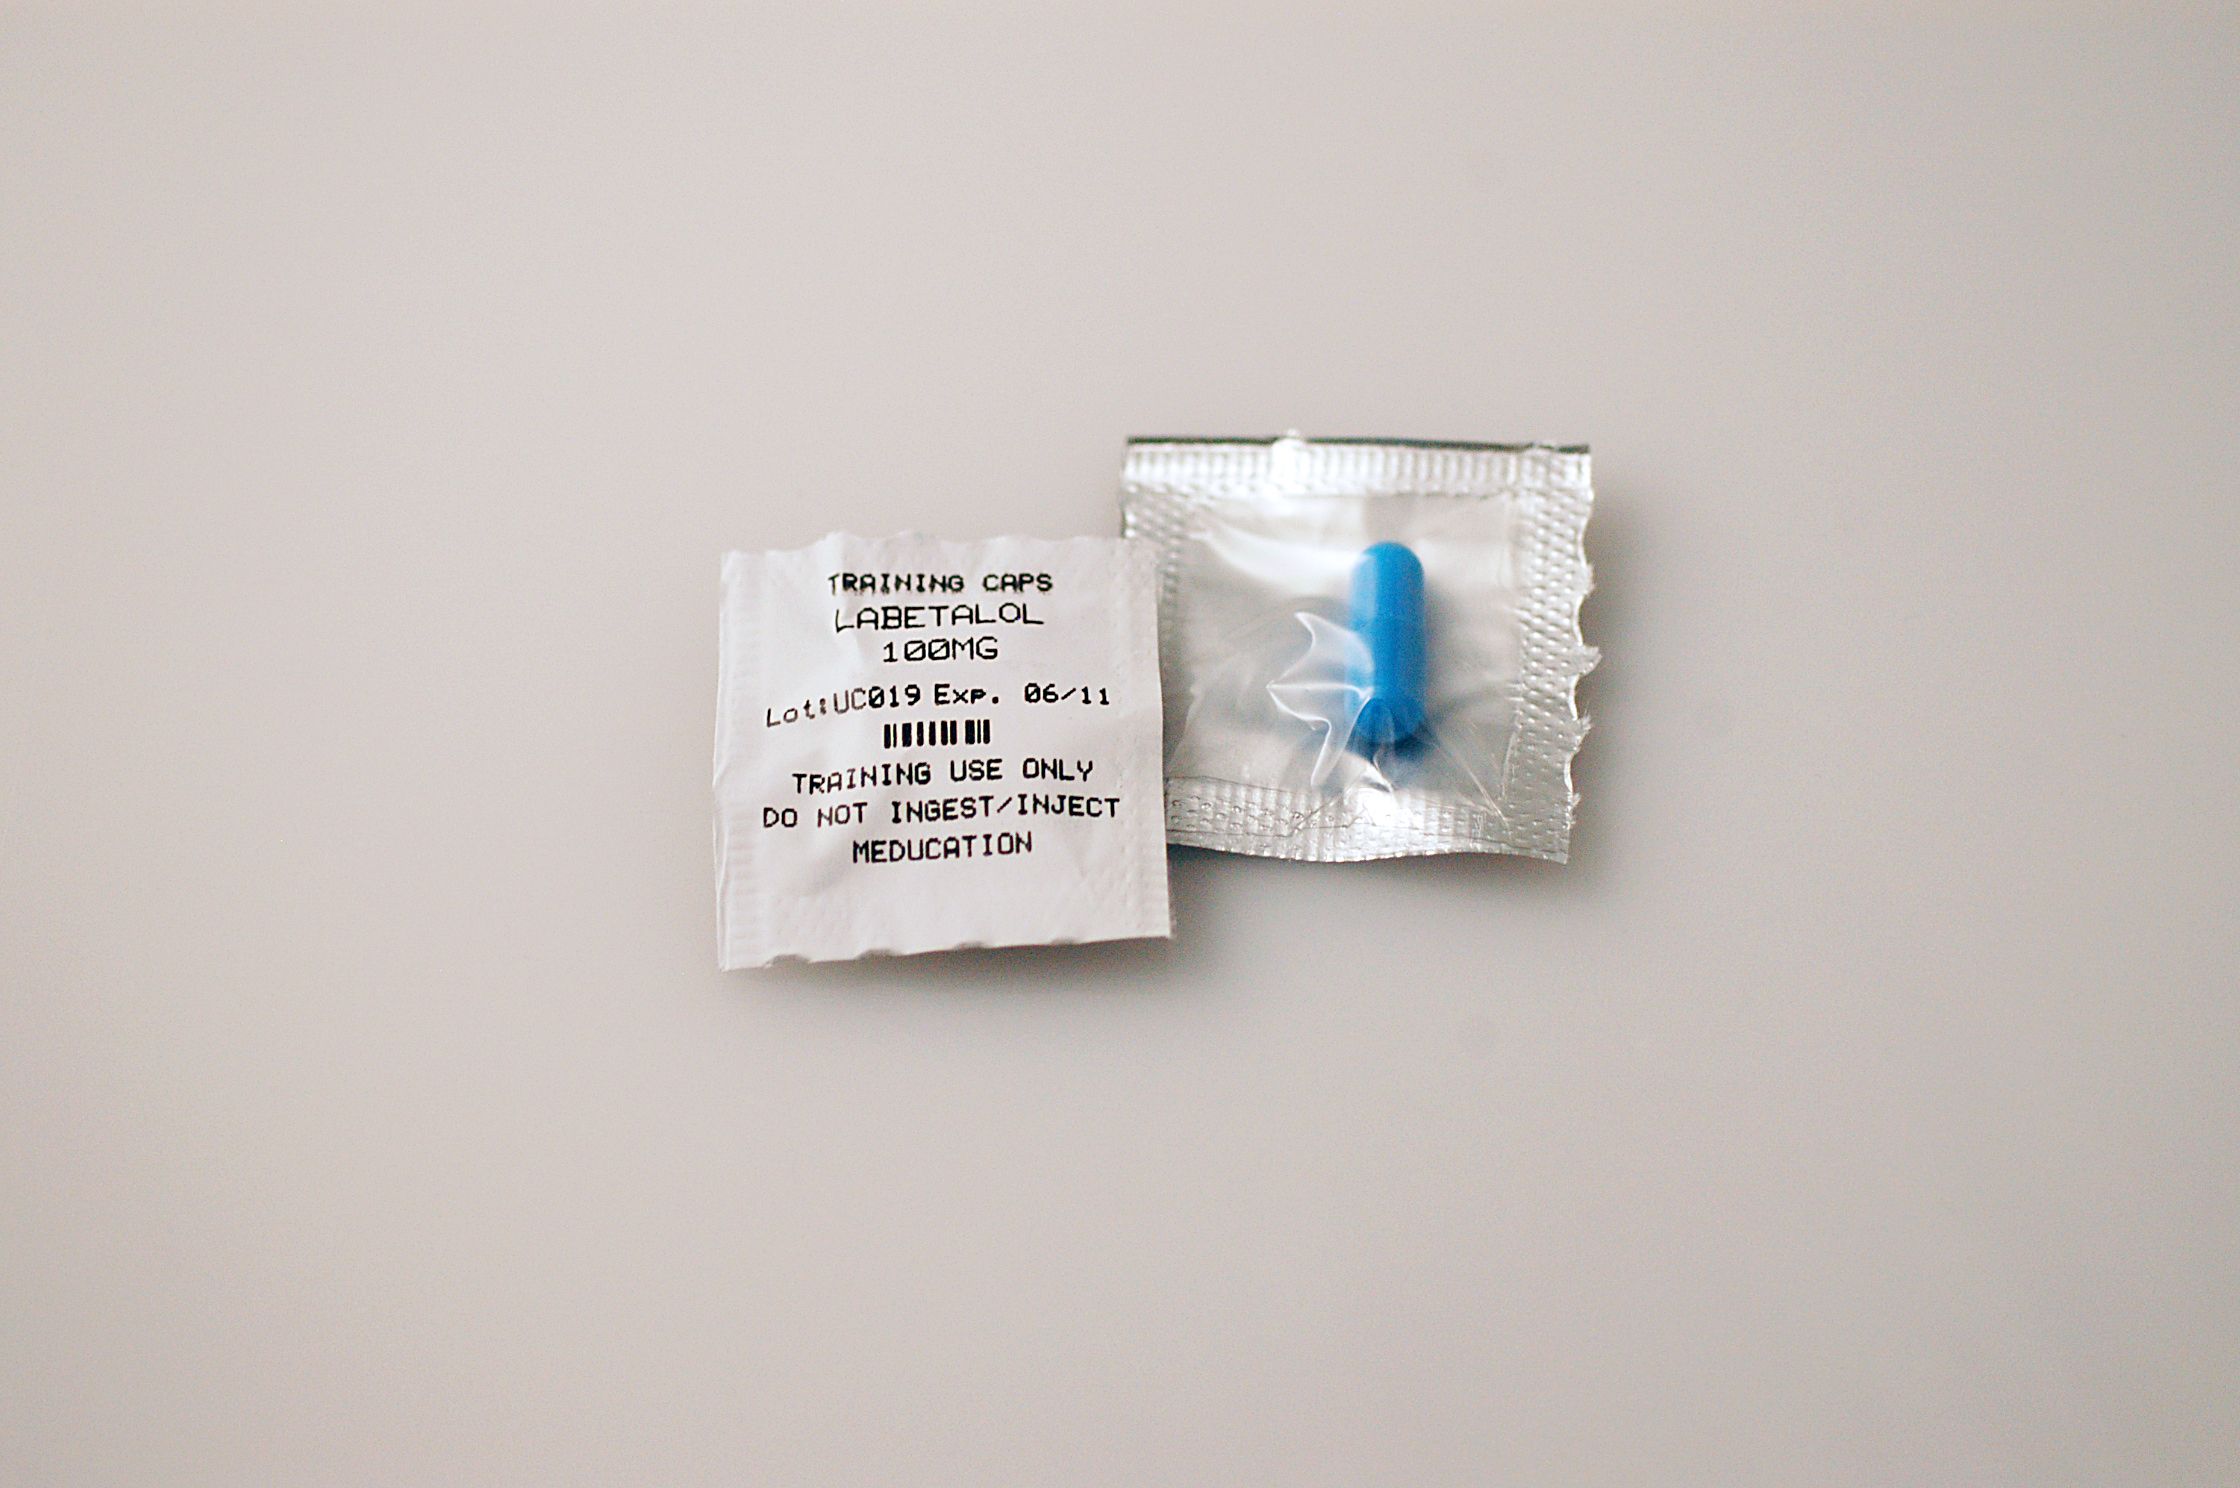 TRAINING CAPS
LABETALOL
100MG
Lot:UC019 Exp. 06/11
TRAINING USE ONLY
DO NOT INGEST/INJECT
MEDUCATION